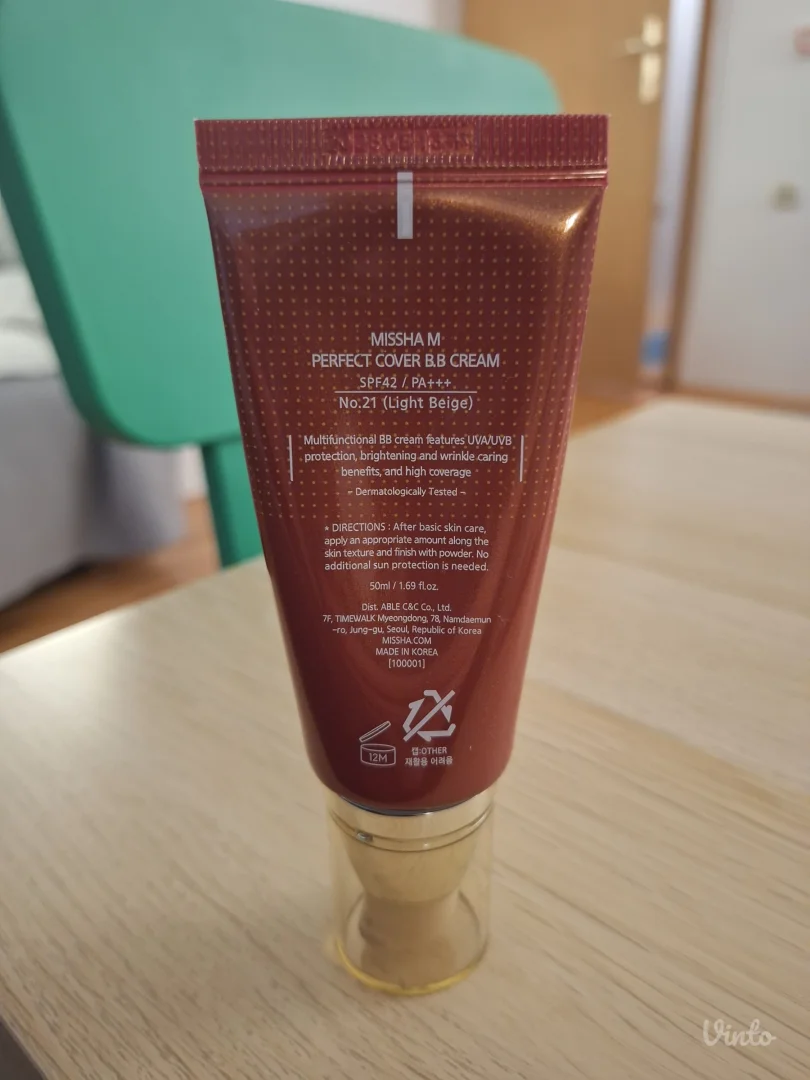 MISSHA M
PERFECT COVER B.B CREAM
SPF42 / PA+++
No.21 (Light Beige)
Multifunctional BB cream features UVA/UVB
protection, brightening and wrinkle caring
benefits, and high coverage
- Dermatologically Tested -
* DIRECTIONS : After basic skin care,
apply an appropriate amount along the
skin texture and finish with powder. No
additional sun protection is needed.
50ml / 1.69 fl.oz.
Dist. ABLE C&C Co., Ltd.
7F, TIMEWALK Myeongdong, 78, Namdaemun
-ro, Jung-gu, Seoul, Republic of Korea
MISSHA.COM
MADE IN KOREA
[100001]
12M
캡:OTHER
재활용 어려움
Vinto